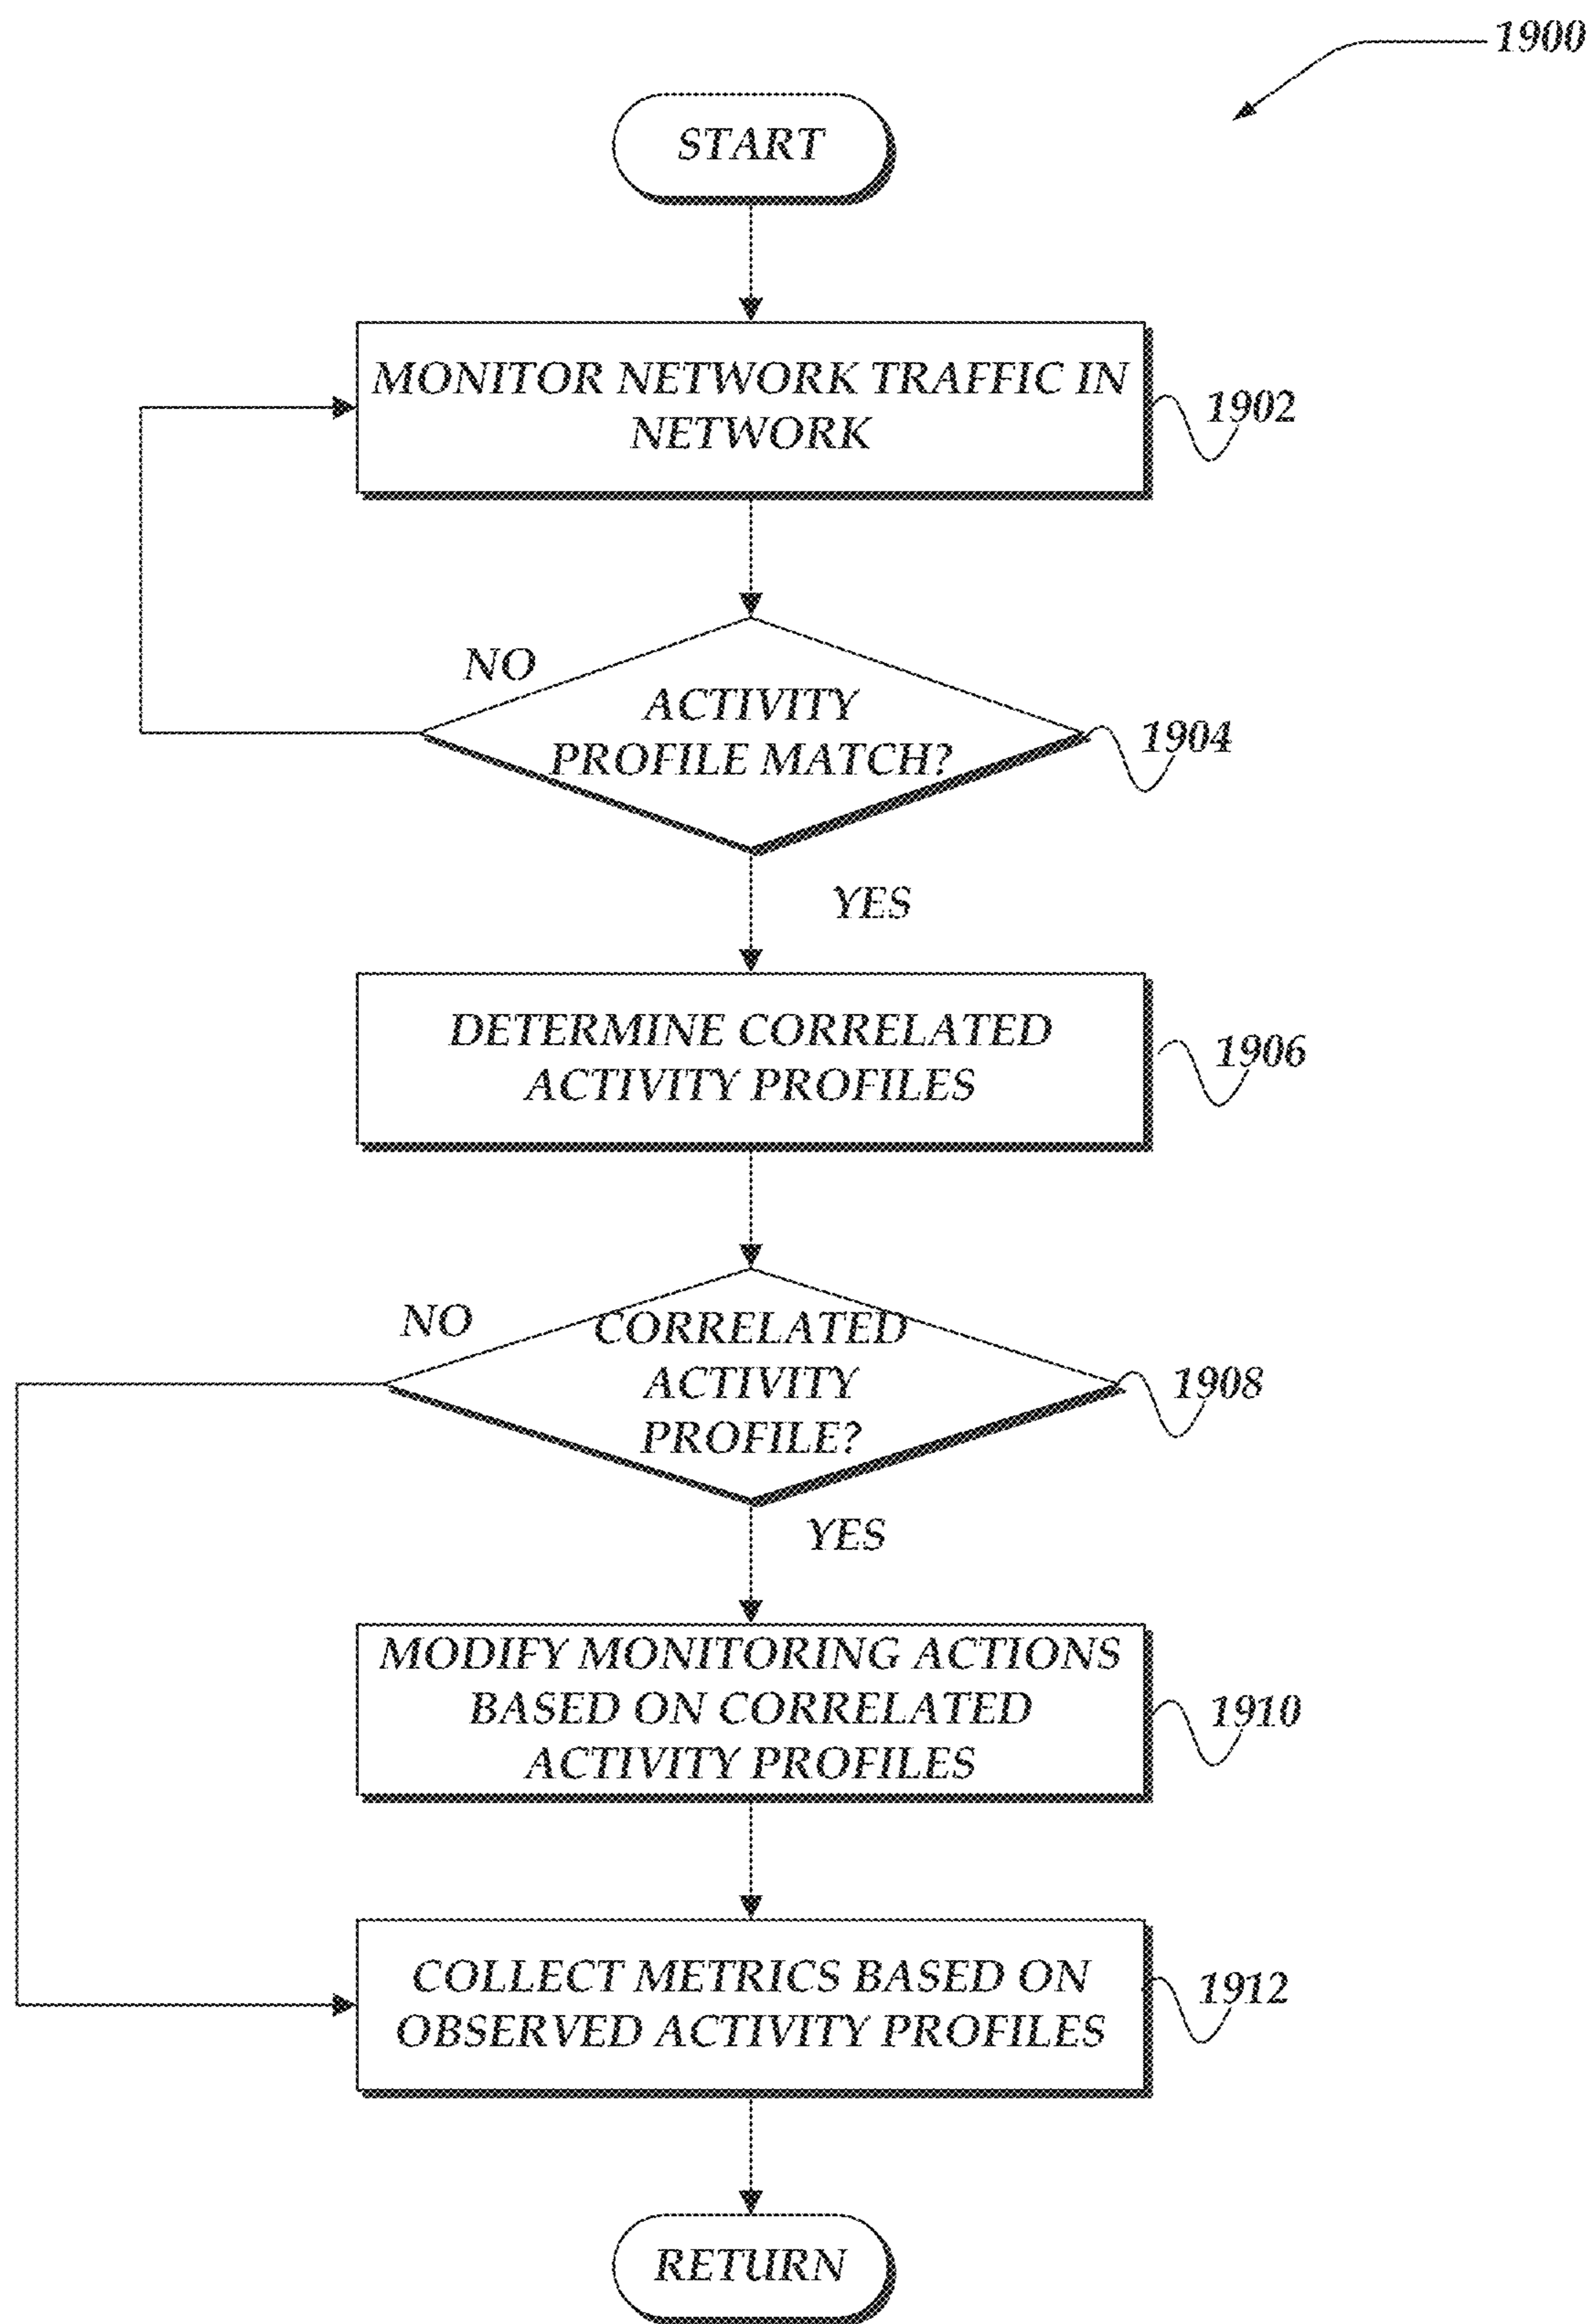 1900
START
MONITOR NETWORK TRAFFIC IN
NETWORK
1902
NO
ACTIVITY
PROFILE MATCH?
1904
YES
DETERMINE CORRELATED
ACTIVITY PROFILES
1906
NO
CORRELATED
ACTIVITY
PROFILE?
1908
YES
MODIFY MONITORING ACTIONS
BASED ON CORRELATED
ACTIVITY PROFILES
1910
COLLECT METRICS BASED ON
OBSERVED ACTIVITY PROFILES
1912
RETURN